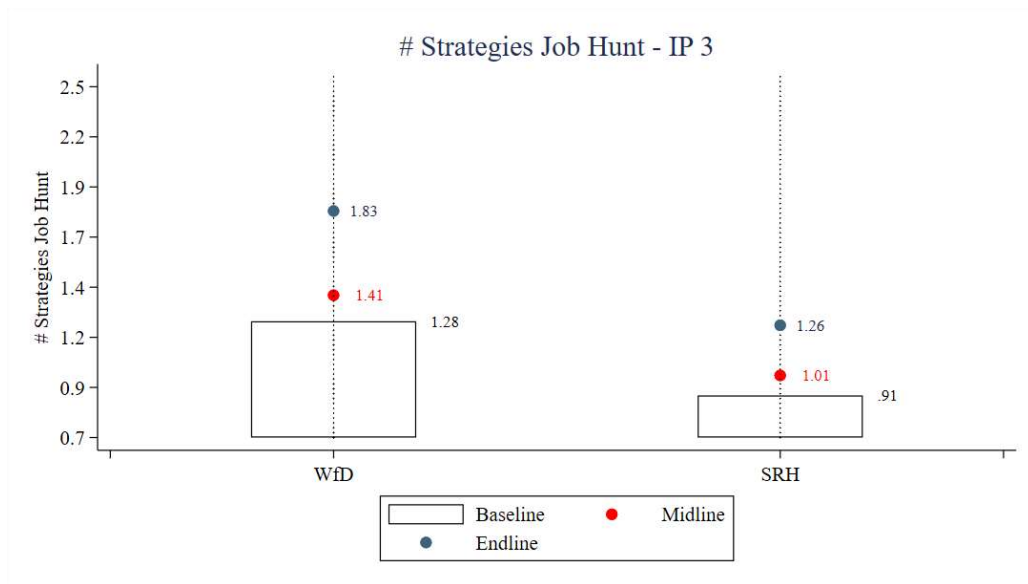 # Strategies Job Hunt - IP 3
# Strategies Job Hunt
2.5
2.2
1.9
1.7
1.4
1.2
0.9
0.7
1.83
1.41
1.28
1.26
1.01
.91
WfD SRH
Baseline Midline
Endline